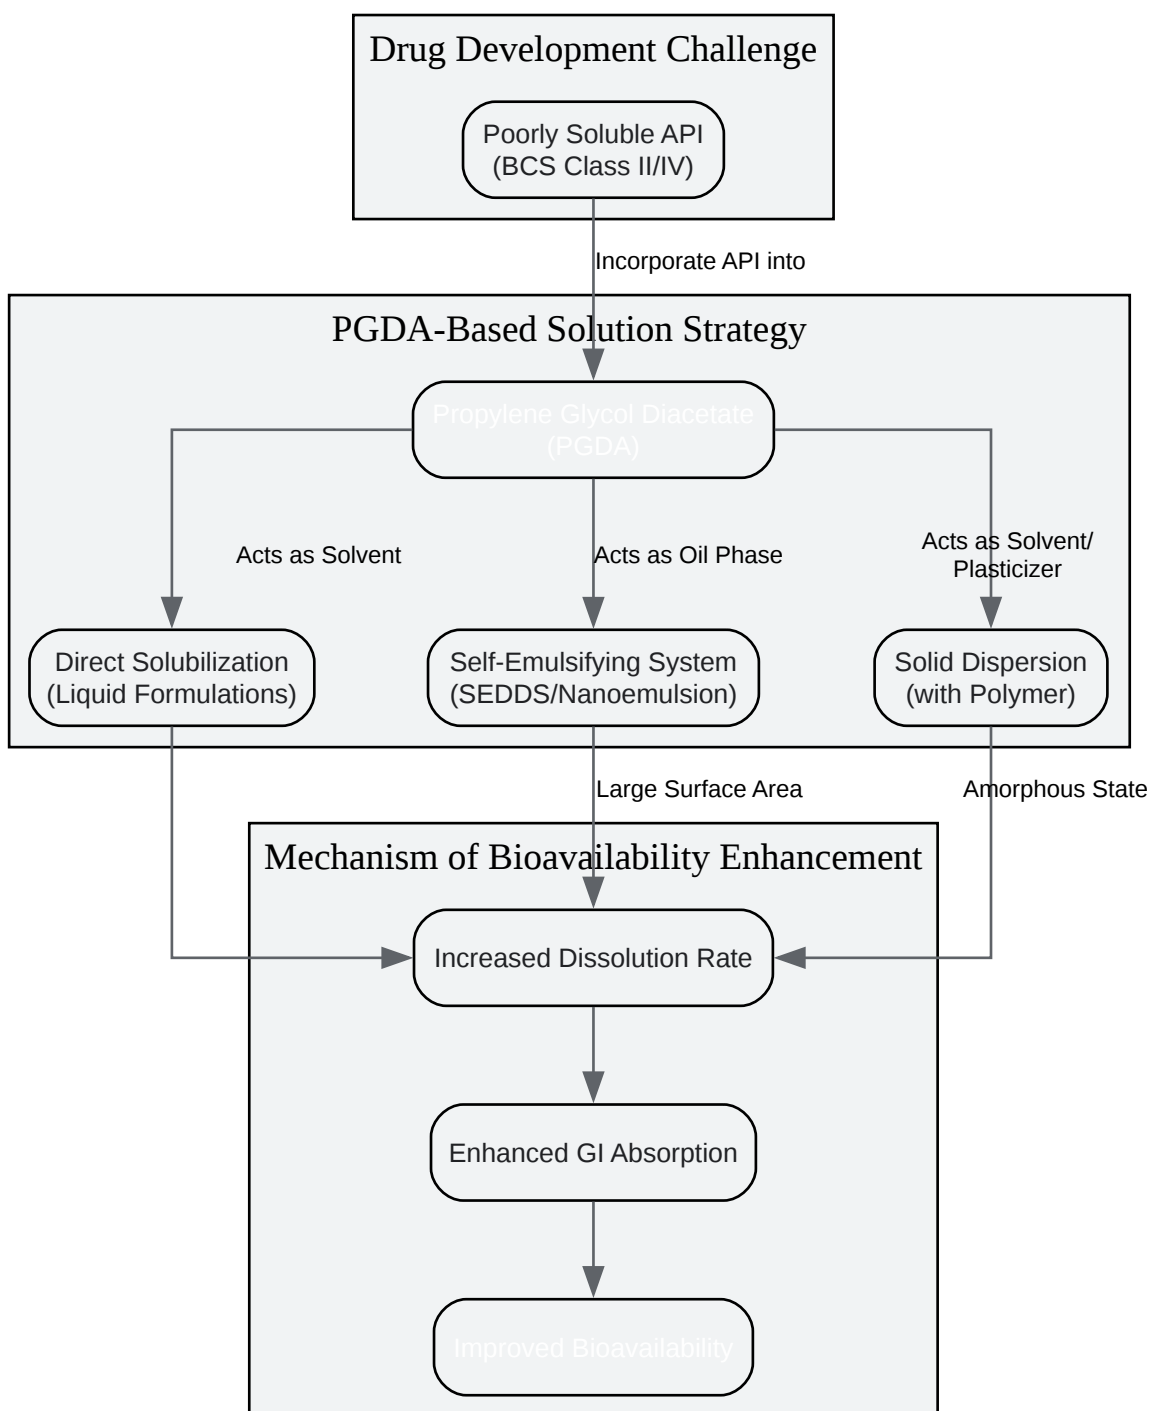 Drug Development Challenge
Poorly Soluble API
(BCS Class II/IV)
Incorporate API into
PGDA-Based Solution Strategy
Propylene Glycol Diacetate
(PGDA)
Acts as Solvent
Acts as Oil Phase
Acts as Solvent/
Plasticizer
Direct Solubilization
(Liquid Formulations)
Self-Emulsifying System
(SEDDS/Nanoemulsion)
Solid Dispersion
(with Polymer)
Large Surface Area
Amorphous State
Mechanism of Bioavailability Enhancement
Increased Dissolution Rate
Enhanced GI Absorption
Improved Bioavailability